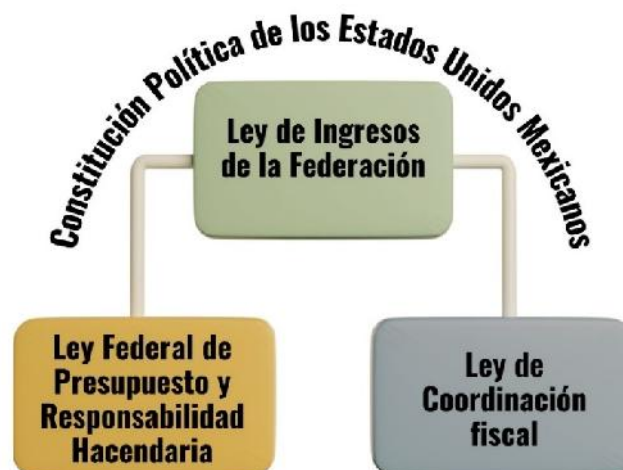 Constitución Política de los Estados Unidos Mexicanos
Ley de Ingresos
de la Federación
Ley Federal de
Presupuesto y
Responsabilidad
Hacendaria
Ley de
Coordinación
fiscal